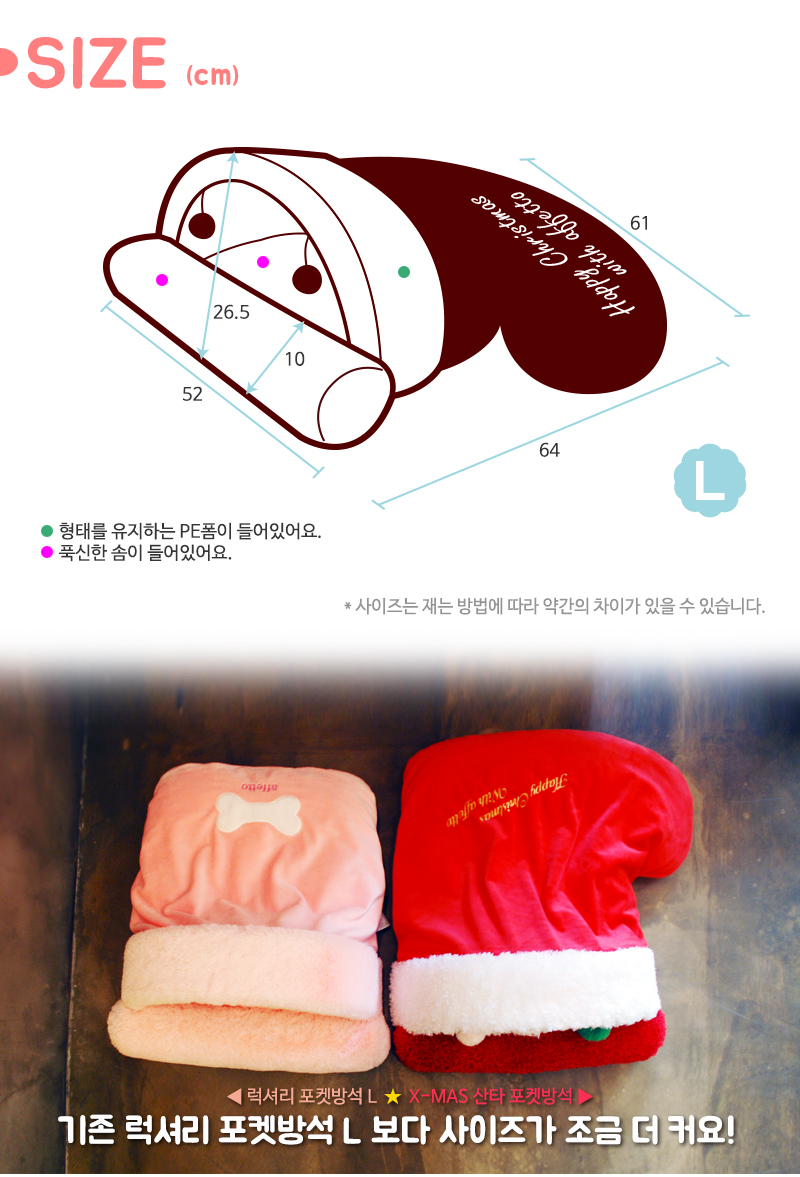 SIZE (cm)
Happy Christmas
with affetto
61
26.5
10
52
64
L
형태를 유지하는 PE폼이 들어있어요.
푹신한 솜이 들어있어요.
* 사이즈는 재는 방법에 따라 약간의 차이가 있을 수 있습니다.
affetto
Happy Christmas
With affetto
◀ 럭셔리 포켓방석 L ★ X-MAS 산타 포켓방석 ▶
기존 럭셔리 포켓방석 L 보다 사이즈가 조금 더 커요!